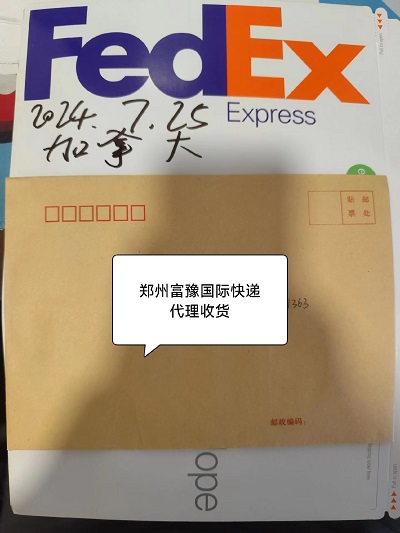 FedEx
Express
2024.7.25
加拿大
贴 邮
票 处
郑州富豫国际快递
代理收货
363
邮政编码：
ope